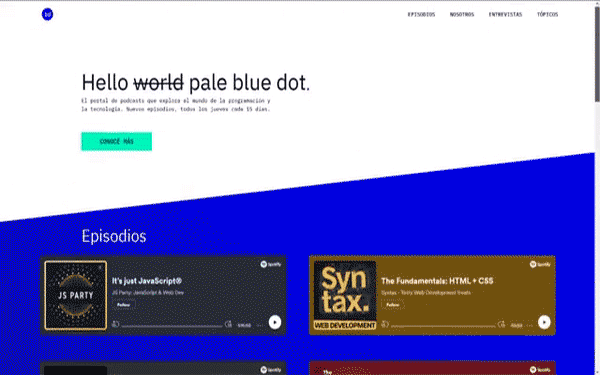 EPISODIOS NOSOTROS ENTREVISTAS TÓPICOS
Hello world pale blue dot.
El portal de podcasts que explora el mundo de la programación y
la tecnología. Nuevos episodios, todos los jueves cada 15 días.
CONOCÉ MÁS
Episodios
Spotify
JS PARTY
It's just JavaScript®
JS Party: JavaScript & Web Dev
Follow
Spotify
Syn
tax.
WEB DEVELOPMENT
The Fundamentals: HTML + CSS
Syntax - Tasty Web Development Treats
Follow
Spotify
Spotify
The